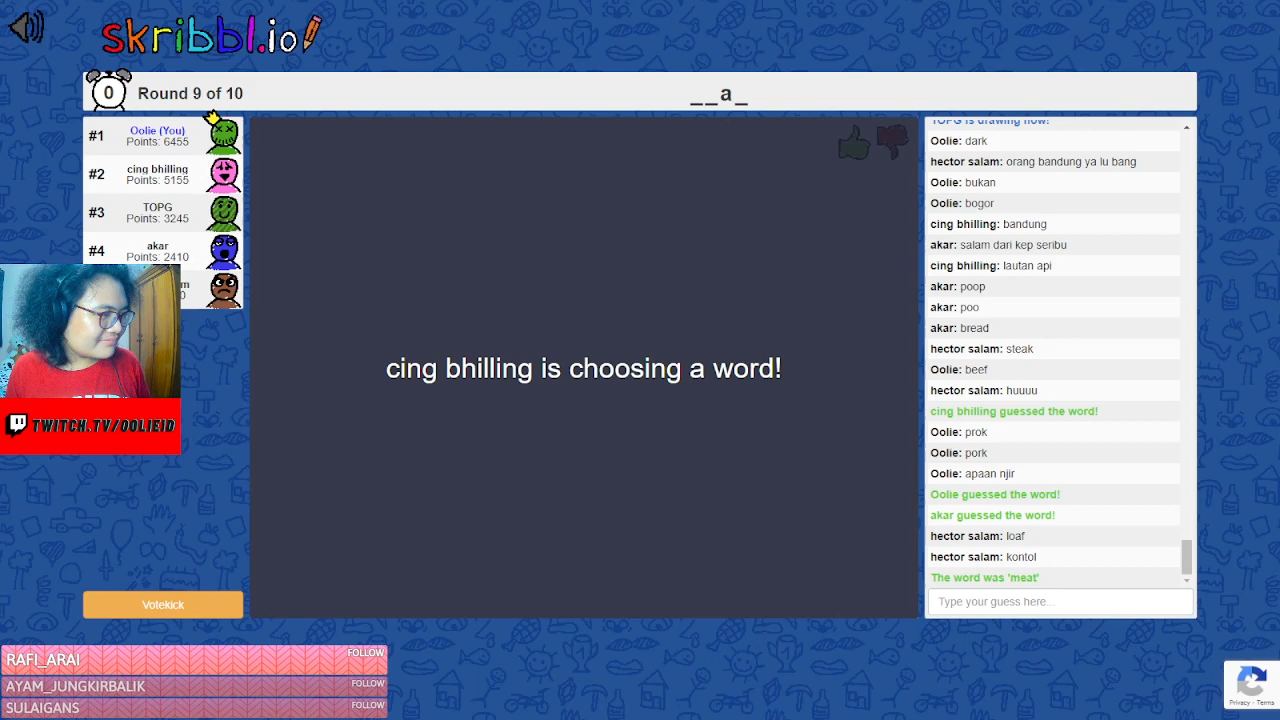 skribbl.io
0
Round 9 of 10
__a_
#1
Oolie (You)
Points: 6455
#2
cing bhilling
Points: 5155
#3
TOPG
Points: 3245
#4
akar
Points: 2410
TWITCH.TV/OOLIEID
Votekick
cing bhilling is choosing a word!
TOPG is drawing now!
Oolie: dark
hector salam: orang bandung ya lu bang
Oolie: bukan
Oolie: bogor
cing bhilling: bandung
akar: salam dari kep seribu
cing bhilling: lautan api
akar: poop
akar: poo
akar: bread
hector salam: steak
Oolie: beef
hector salam: huuuu
cing bhilling guessed the word!
Oolie: prok
Oolie: pork
Oolie: apaan njir
Oolie guessed the word!
akar guessed the word!
hector salam: loaf
hector salam: kontol
The word was 'meat'
Type your guess here...
RAFI_ARAI
FOLLOW
AYAM_JUNGKIRBALIK
FOLLOW
SULAIGANS
FOLLOW
Privacy - Terms